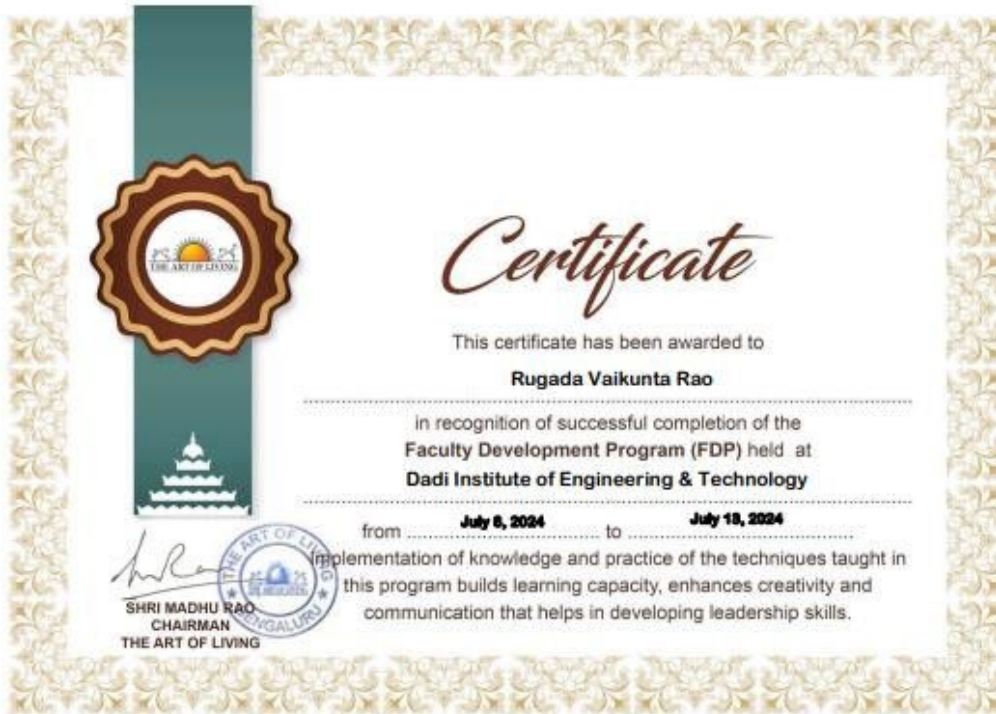 THE ART OF LIVING
Certificate
This certificate has been awarded to
Rugada Vaikunta Rao
in recognition of successful completion of the
Faculty Development Program (FDP) held at
Dadi Institute of Engineering & Technology
from July 8, 2024 to July 13, 2024
Implementation of knowledge and practice of the techniques taught in
this program builds learning capacity, enhances creativity and
communication that helps in developing leadership skills.
THE ART OF LIVING
BENGALURU
SHRI MADHU RAO
CHAIRMAN
THE ART OF LIVING